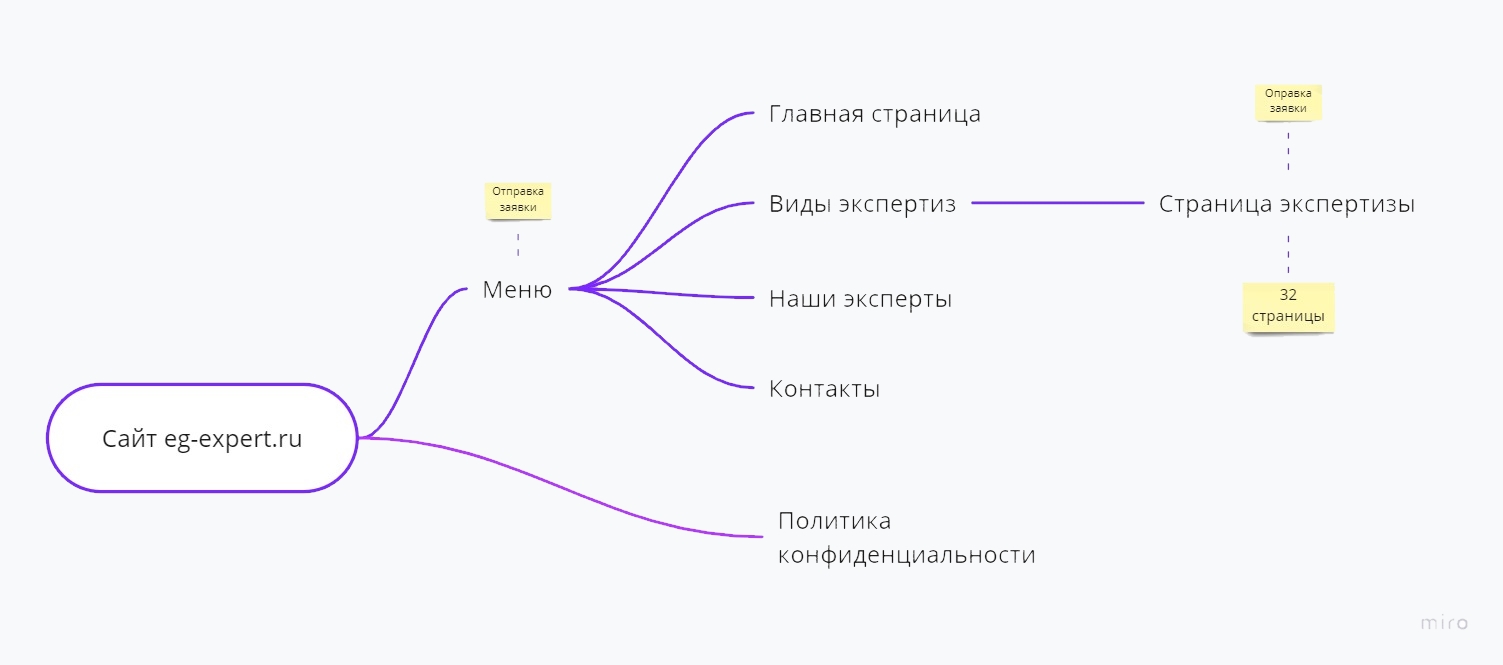 Главная страница
Оправка
заявки
Отправка
заявки
Виды экспертиз
Страница экспертизы
Меню
Наши эксперты
32
страницы
Контакты
Сайт eg-expert.ru
Политика
конфиденциальности
miro